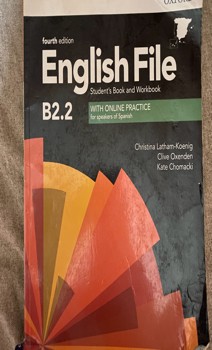 OXFORD
fourth edition
English File
Student's Book and Workbook
B2.2
WITH ONLINE PRACTICE
for speakers of Spanish
Christina Latham-Koenig
Clive Oxenden
Kate Chomacki